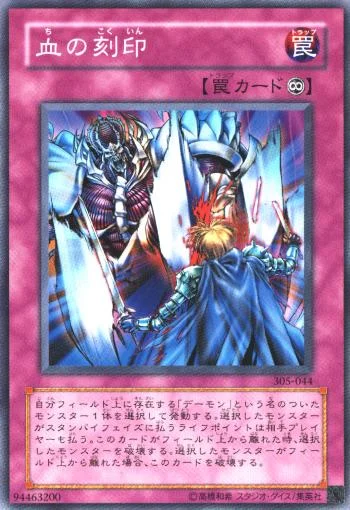 血の刻印
ち こくいん
罠
トラップ
【罠カード∞】
トラップ
305-044
自分フィールド上に存在する「デーモン」という名のついた
モンスター1体を選択して発動する。選択したモンスター
がスタンバイフェイズに払うライフポイントは相手プレイ
ヤーも払う。このカードがフィールド上から離れた時、選択
したモンスターを破壊する。選択したモンスターがフィ
ールド上から離れた場合、このカードを破壊する。
94463200
©高橋和希 スタジオ・ダイス/集英社